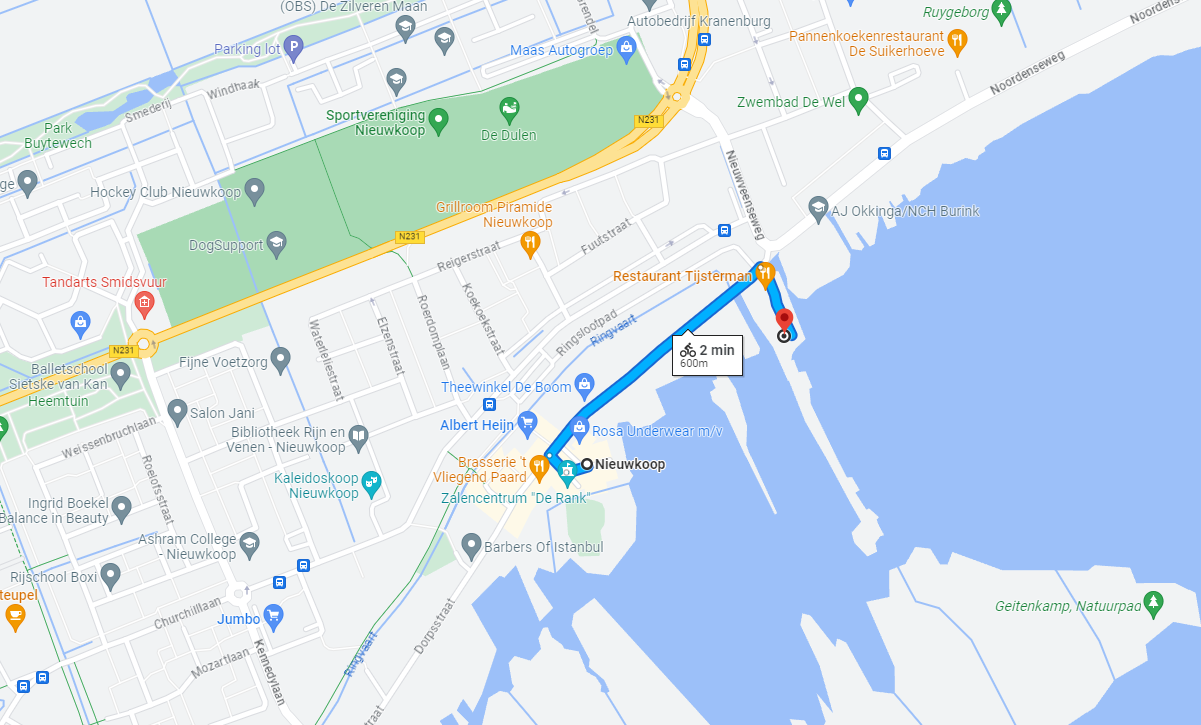 (OBS) De Zilveren Maan
Autobedrijf Kranenburg
Ruygeborg
Noordens
Parking lot
Maas Autogroep
Pannenkoekenrestaurant
De Suikerhoeve
Noordenseweg
Windhaak
Smederij
Zwembad De Wel
Park
Buytewech
Sportvereniging
Nieuwkoop
De Dulen
N231
Nieuwveenseweg
ge
Hockey Club Nieuwkoop
Grillroom Piramide
Nieuwkoop
AJ Okkinga/NCH Burink
DogSupport
N231
Fuutstraat
Reigerstraat
Tandarts Smidsvuur
Restaurant Tijsterman
Roerdomplaan
Koekoekstraat
Elzenstraat
Waterleliestraat
Ringslootpad
Ringvaart
N231
2 min
600m
Fijne Voetzorg
Balletschool
Sietske van Kan
Heemtuin
Theewinkel De Boom
Salon Jani
Albert Heijn
Rosa Underwear m/v
Weissenbruchlaan
Bibliotheek Rijn en
Venen - Nieuwkoop
Roelofsstraat
Brasserie 't
Vliegend Paard
Nieuwkoop
Kaleidoskoop
Nieuwkoop
Zalencentrum "De Rank"
Ingrid Boekel
Balance in Beauty
Ashram College
- Nieuwkoop
Barbers Of Istanbul
Rijschool Boxi
teupel
Churchilllaan
Jumbo
Geitenkamp, Natuurpad
Dorpsstraat
Ringvaart
Mozartlaan
Kennedylaan
straat